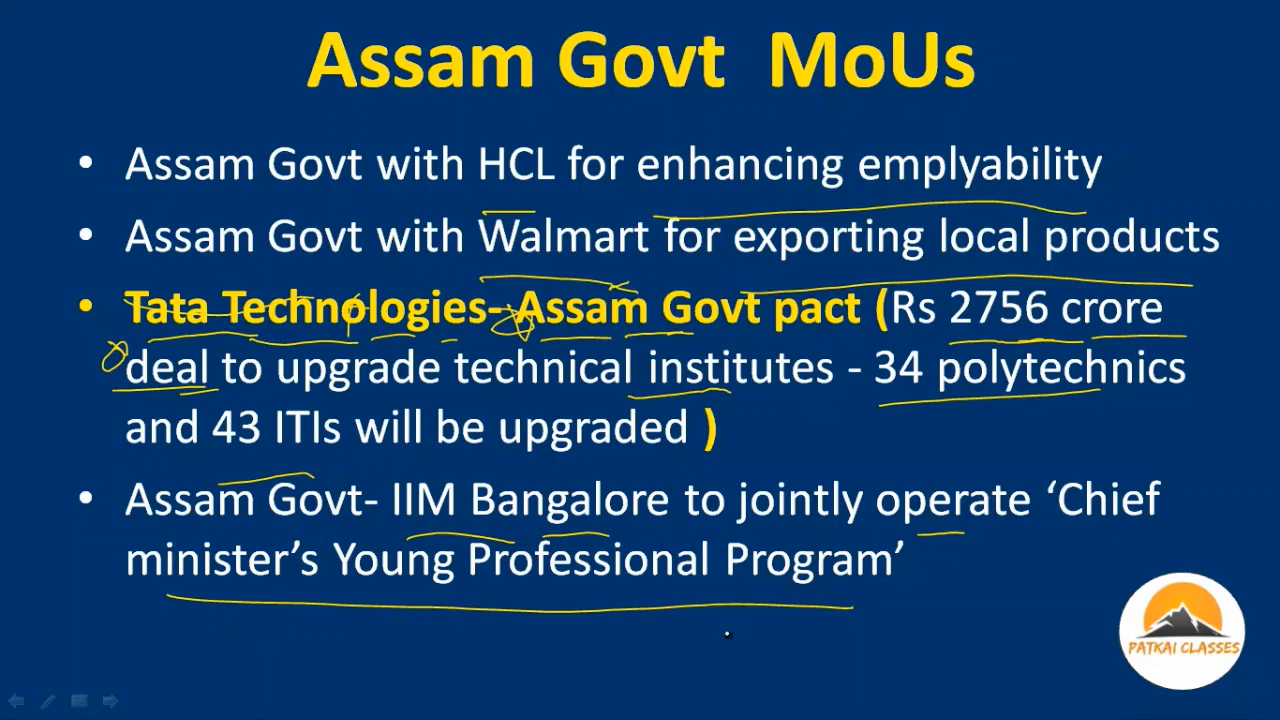 Assam Govt MoUs
• Assam Govt with HCL for enhancing emplyability
• Assam Govt with Walmart for exporting local products
• Tata Technologies- Assam Govt pact (Rs 2756 crore
deal to upgrade technical institutes - 34 polytechnics
and 43 ITIs will be upgraded )
• Assam Govt- IIM Bangalore to jointly operate ‘Chief
minister’s Young Professional Program’
PATKAI CLASSES